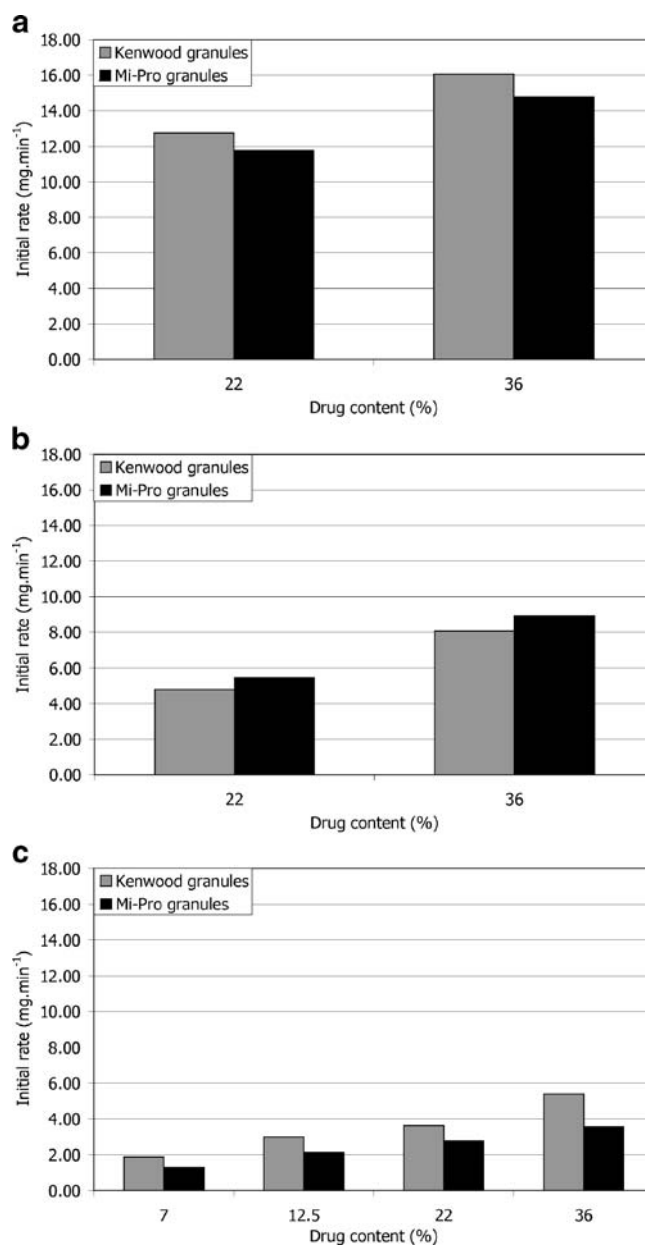 a
18.00
16.00
14.00
12.00
10.00
8.00
6.00
4.00
2.00
0.00
Initial rate (mg.min⁻¹)
Kenwood granules
Mi-Pro granules
22 36
Drug content (%)
b
18.00
16.00
14.00
12.00
10.00
8.00
6.00
4.00
2.00
0.00
Initial rate (mg.min⁻¹)
Kenwood granules
Mi-Pro granules
22 36
Drug content (%)
c
18.00
16.00
14.00
12.00
10.00
8.00
6.00
4.00
2.00
0.00
Initial rate (mg.min⁻¹)
Kenwood granules
Mi-Pro granules
7 12.5 22 36
Drug content (%)